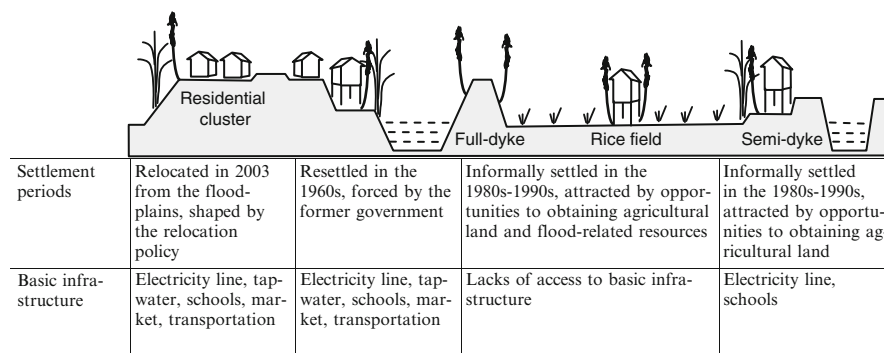 Residential
cluster
Full-dyke
Rice field
Semi-dyke
Settlement
periods
Relocated in 2003
from the flood-
plains, shaped by
the relocation
policy
Resettled in the
1960s, forced by the
former government
Informally settled in the
1980s-1990s, attracted by oppor-
tunities to obtaining agricultural
land and flood-related resources
Informally settled
in the 1980s-1990s,
attracted by opportu-
nities to obtaining ag-
ricultural land
Basic infra-
structure
Electricity line, tap-
water, schools, mar-
ket, transportation
Electricity line, tap-
water, schools, mar-
ket, transportation
Lacks of access to basic infra-
structure
Electricity line,
schools